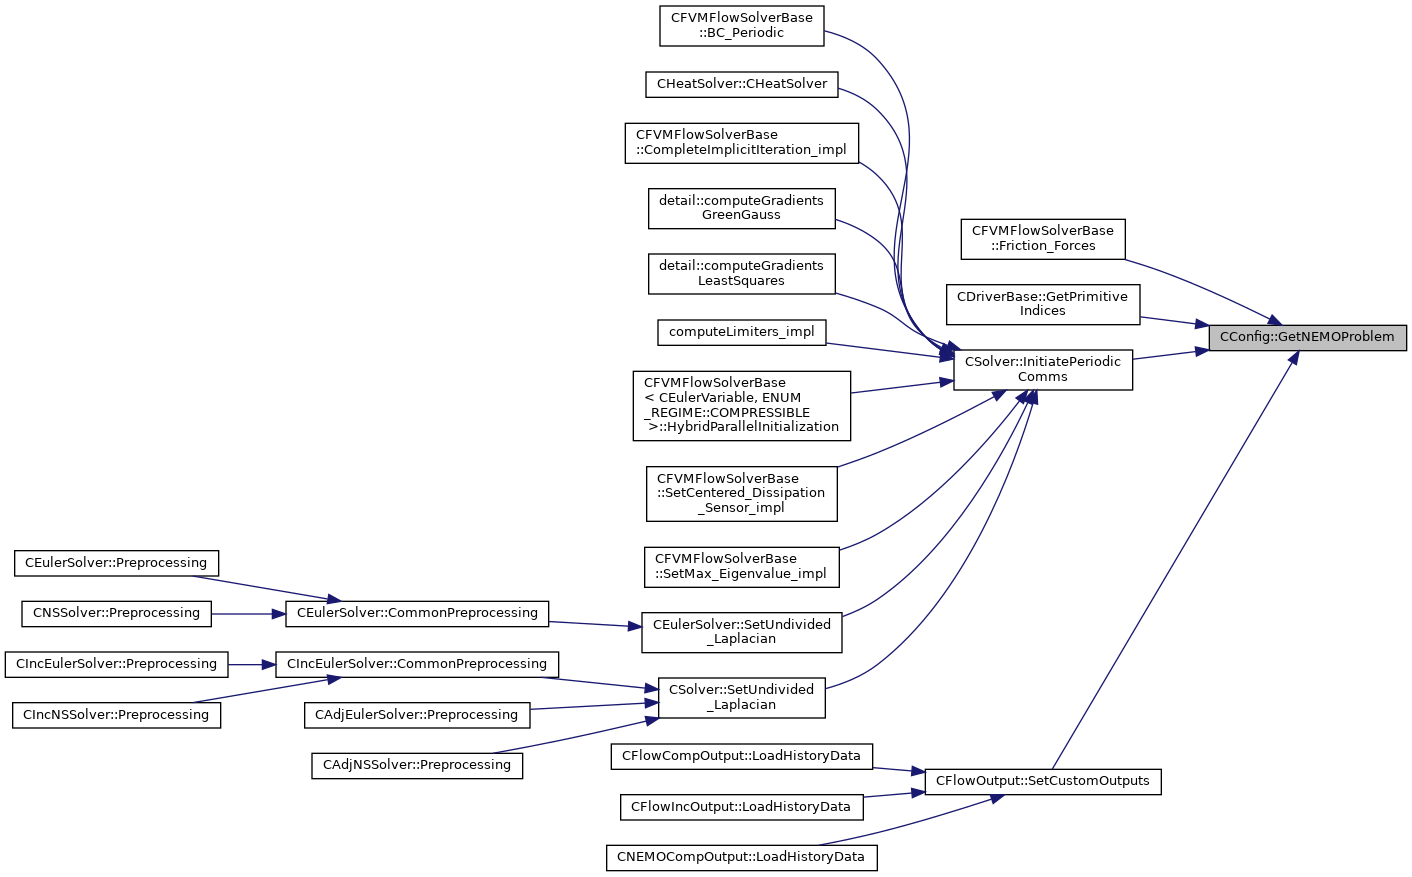 CFVMFlowSolverBase
::BC_Periodic
CHeatSolver::CHeatSolver
CFVMFlowSolverBase
::CompleteImplicitIteration_impl
detail::computeGradients
GreenGauss
detail::computeGradients
LeastSquares
computeLimiters_impl
CFVMFlowSolverBase
< CEulerVariable, ENUM
_REGIME::COMPRESSIBLE
>::HybridParallelInitialization
CFVMFlowSolverBase
::SetCentered_Dissipation
_Sensor_impl
CFVMFlowSolverBase
::SetMax_Eigenvalue_impl
CEulerSolver::SetUndivided
_Laplacian
CSolver::SetUndivided
_Laplacian
CEulerSolver::Preprocessing
CNSSolver::Preprocessing
CEulerSolver::CommonPreprocessing
CIncEulerSolver::Preprocessing
CIncEulerSolver::CommonPreprocessing
CIncNSSolver::Preprocessing
CAdjEulerSolver::Preprocessing
CAdjNSSolver::Preprocessing
CFlowCompOutput::LoadHistoryData
CFlowIncOutput::LoadHistoryData
CNEMOCompOutput::LoadHistoryData
CFVMFlowSolverBase
::Friction_Forces
CDriverBase::GetPrimitive
Indices
CSolver::InitiatePeriodic
Comms
CFlowOutput::SetCustomOutputs
CConfig::GetNEMOProblem